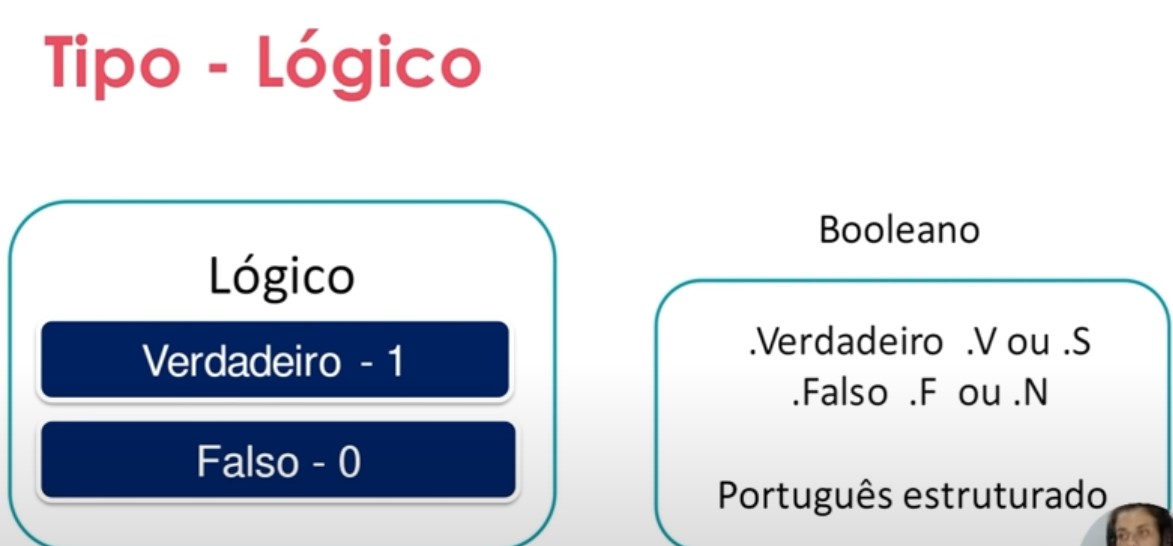 Tipo - Lógico
Lógico
Verdadeiro - 1
Falso - 0
Booleano
.Verdadeiro .V ou .S
.Falso .F ou .N
Português estruturado